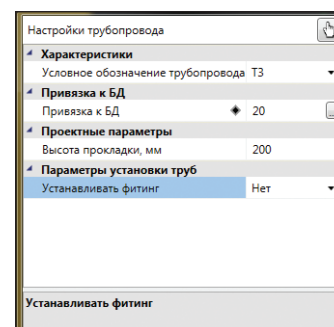 Настройки трубопровода
Характеристики
Условное обозначение трубопровода Т3
Привязка к БД
Привязка к БД 20
Проектные параметры
Высота прокладки, мм 200
Параметры установки труб
Устанавливать фитинг Нет
Устанавливать фитинг